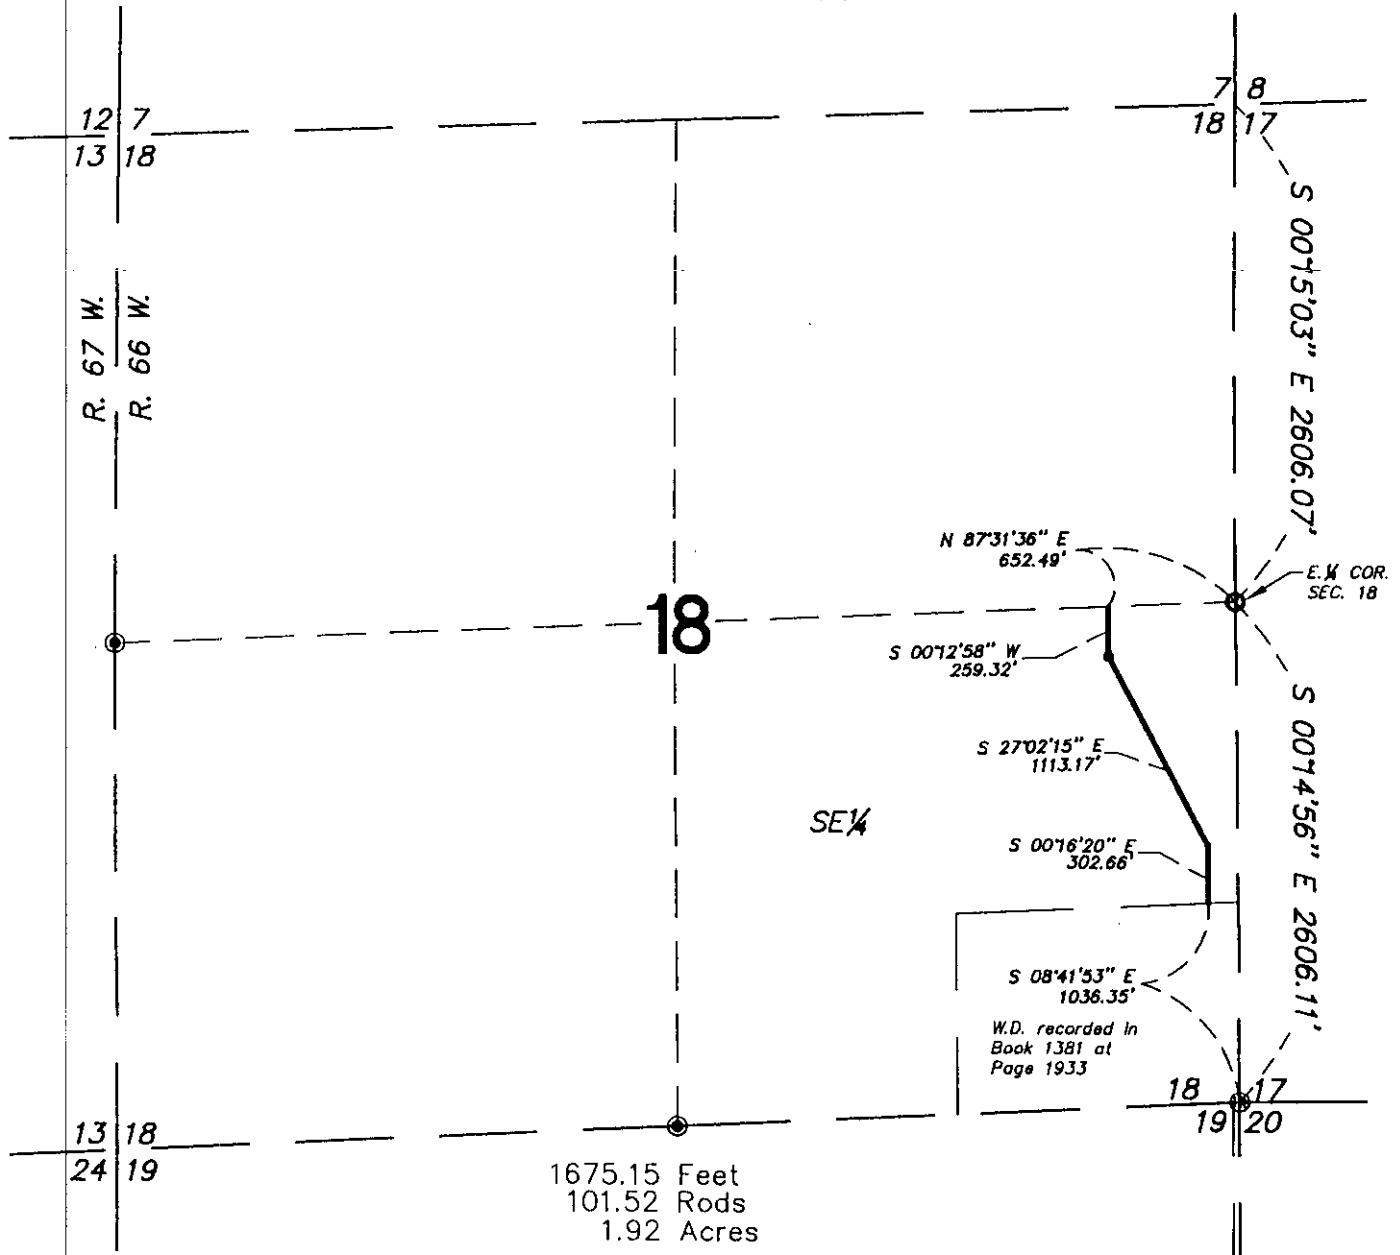 7 8
12 7
18 17
13 18
S 00°15'03" E 2606.07'
R. 67 W.
R. 66 W.
N 87°31'36" E
652.49'
E.¼ COR.
SEC. 18
18
S 00°12'58" W
259.32'
S 27°02'15" E
1113.17'
S 00°14'56" E 2606.11'
SE¼
S 00°16'20" E
302.66'
S 08°41'53" E
1036.35'
W.D. recorded in
Book 1381 at
Page 1933
18 17
19 20
13 18
24 19
1675.15 Feet
101.52 Rods
1.92 Acres